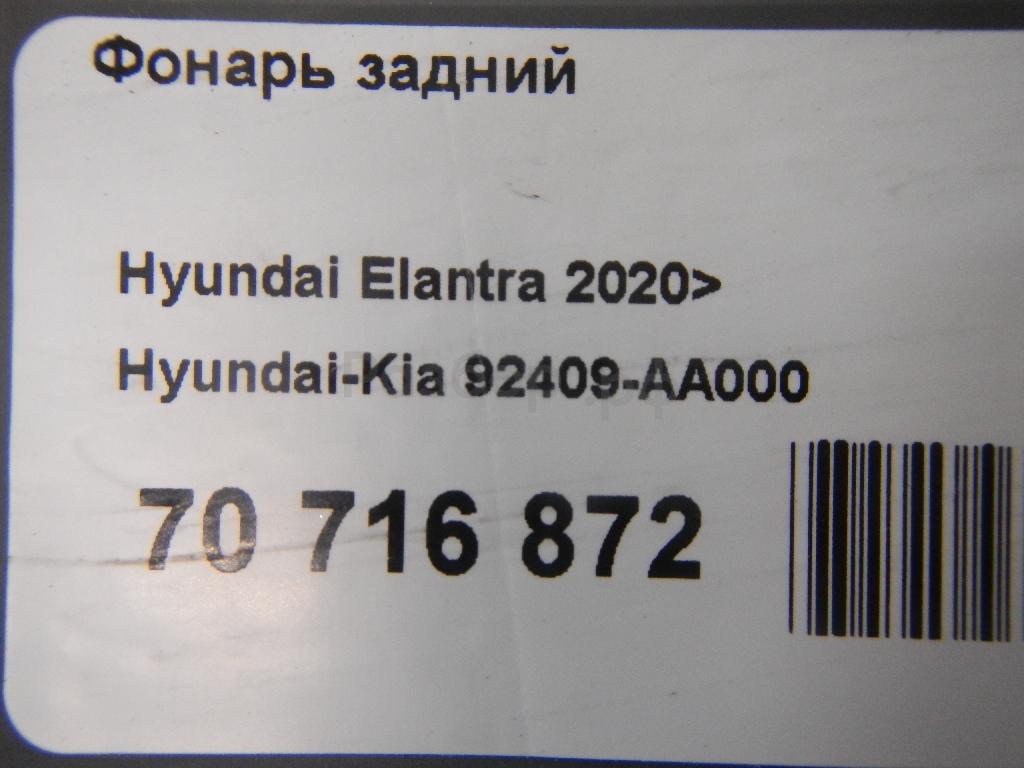 Фонарь задний
Hyundai Elantra 2020>
Hyundai-Kia 92409-AA000
70 716 872